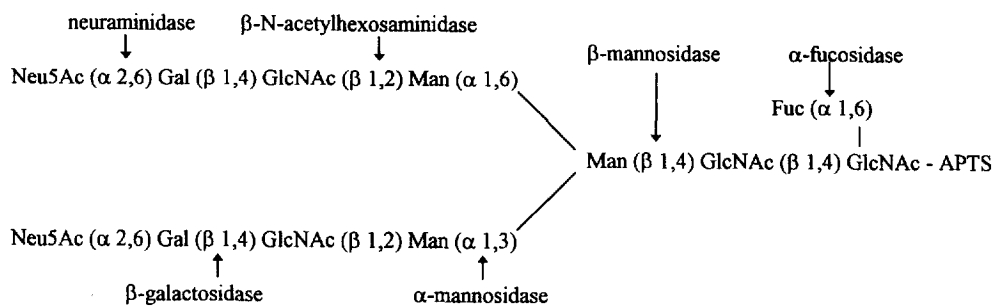 neuraminidase β-N-acetylhexosaminidase
β-mannosidase α-fucosidase
Neu5Ac (α 2,6) Gal (β 1,4) GlcNAc (β 1,2) Man (α 1,6)
Fuc (α 1,6)
Man (β 1,4) GlcNAc (β 1,4) GlcNAc - APTS
Neu5Ac (α 2,6) Gal (β 1,4) GlcNAc (β 1,2) Man (α 1,3)
β-galactosidase α-mannosidase